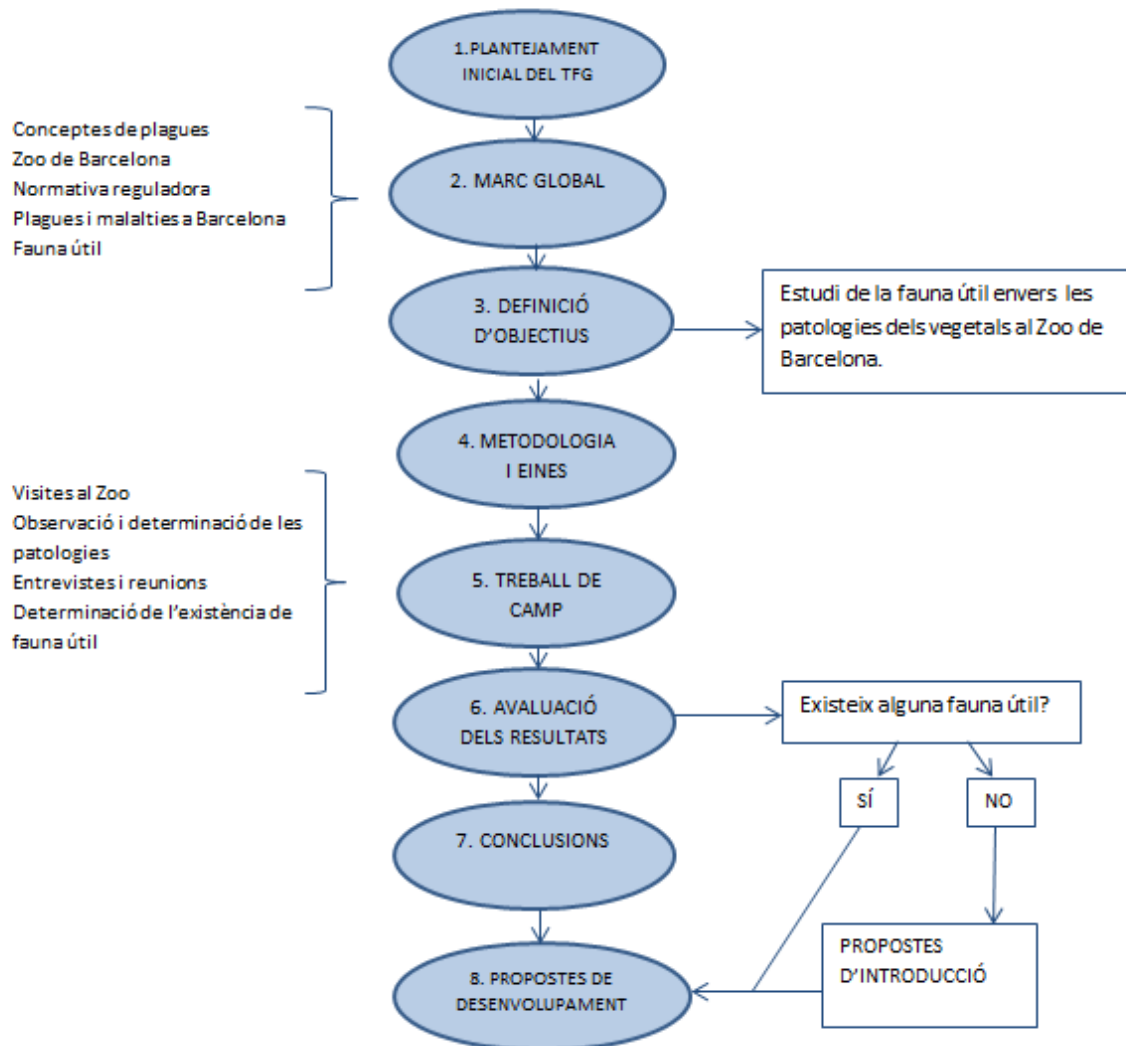 1.PLANTEJAMENT
INICIAL DEL TFG
Conceptes de plagues
Zoo de Barcelona
Normativa reguladora
Plagues i malalties a Barcelona
Fauna útil
2. MARC GLOBAL
3. DEFINICIÓ
D'OBJECTIUS
Estudi de la fauna útil envers les
patologies dels vegetals al Zoo de
Barcelona.
4. METODOLOGIA
I EINES
Visites al Zoo
Observació i determinació de les
patologies
Entrevistes i reunions
Determinació de l'existència de
fauna útil
5. TREBALL DE
CAMP
6. AVALUACIÓ
DELS RESULTATS
Existeix alguna fauna útil?
SÍ
NO
7. CONCLUSIONS
PROPOSTES
D'INTRODUCCIÓ
8. PROPOSTES DE
DESENVOLUPAMENT